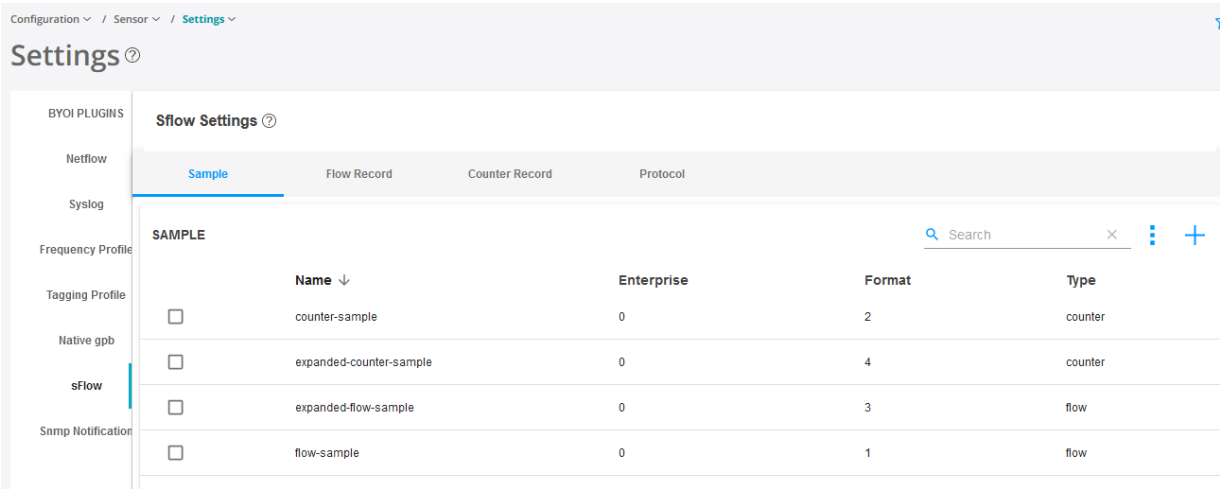 Configuration / Sensor / Settings
Settings ?
BYOI PLUGINS
Netflow
Syslog
Frequency Profile
Tagging Profile
Native gpb
sFlow
Snmp Notification
Sflow Settings ?
Sample Flow Record Counter Record Protocol
SAMPLE Search
Name Enterprise Format Type
counter-sample 0 2 counter
expanded-counter-sample 0 4 counter
expanded-flow-sample 0 3 flow
flow-sample 0 1 flow